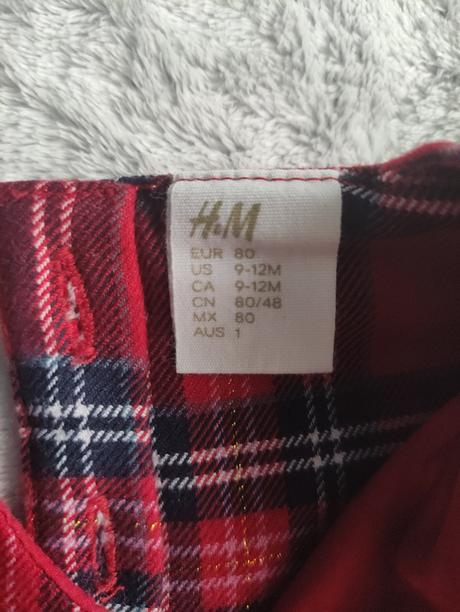 H&M
EUR 80
US 9-12M
CA 9-12M
CN 80/48
MX 80
AUS 1